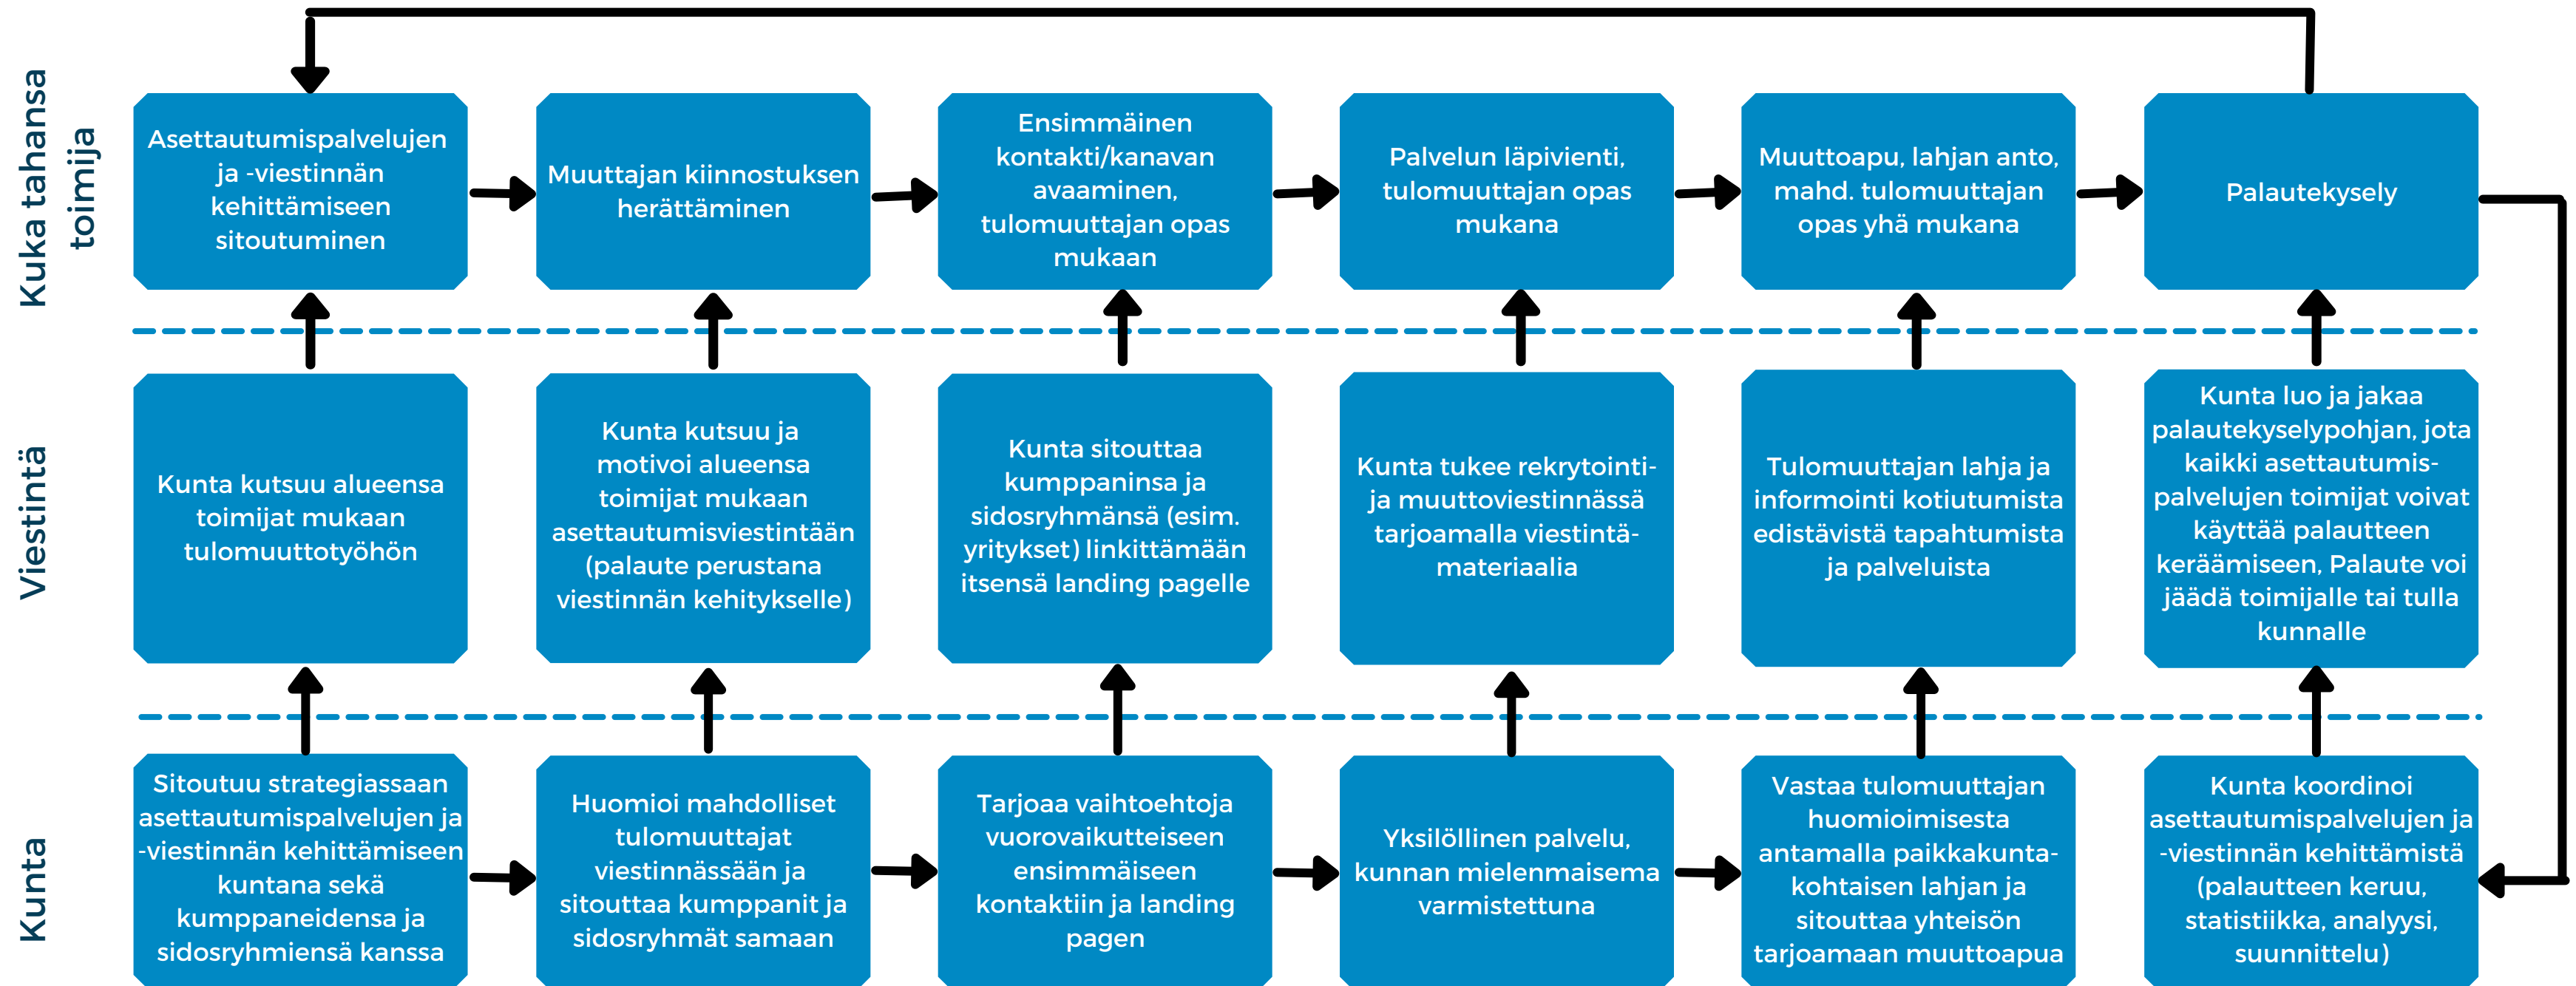 Kuka tahansa
toimija
Asettautumispalvelujen
ja -viestinnän
kehittämiseen
sitoutuminen
Muuttajan kiinnostuksen
herättäminen
Ensimmäinen
kontakti/kanavan
avaaminen,
tulomuuttajan opas
mukaan
Palvelun läpivienti,
tulomuuttajan opas
mukana
Muuttoapu, lahjan anto,
mahd. tulomuuttajan
opas yhä mukana
Palautekysely
Viestintä
Kunta kutsuu alueensa
toimijat mukaan
tulomuuttotyöhön
Kunta kutsuu ja
motivoi alueensa
toimijat mukaan
asettautumisviestintään
(palaute perustana
viestinnän kehitykselle)
Kunta sitouttaa
kumppaninsa ja
sidosryhmänsä (esim.
yritykset) linkittämään
itsensä landing pagelle
Kunta tukee rekrytointi-
ja muuttoviestinnässä
tarjoamalla viestintä-
materiaalia
Tulomuuttajan lahja ja
informointi kotiutumista
edistävistä tapahtumista
ja palveluista
Kunta luo ja jakaa
palautekyselypohjan, jota
kaikki asettautumis-
palvelujen toimijat voivat
käyttää palautteen
keräämiseen, Palaute voi
jäädä toimijalle tai tulla
kunnalle
Kunta
Sitoutuu strategiassaan
asettautumispalvelujen ja
-viestinnän kehittämiseen
kuntana sekä
kumppaneidensa ja
sidosryhmiensä kanssa
Huomioi mahdolliset
tulomuuttajat
viestinnässään ja
sitouttaa kumppanit ja
sidosryhmät samaan
Tarjoaa vaihtoehtoja
vuorovaikutteiseen
ensimmäiseen
kontaktiin ja landing
pagen
Yksilöllinen palvelu,
kunnan mielenmaisema
varmistettuna
Vastaa tulomuuttajan
huomioimisesta
antamalla paikkakunta-
kohtaisen lahjan ja
sitouttaa yhteisön
tarjoamaan muuttoapua
Kunta koordinoi
asettautumispalvelujen ja
-viestinnän kehittämistä
(palautteen keruu,
statistiikka, analyysi,
suunnittelu)